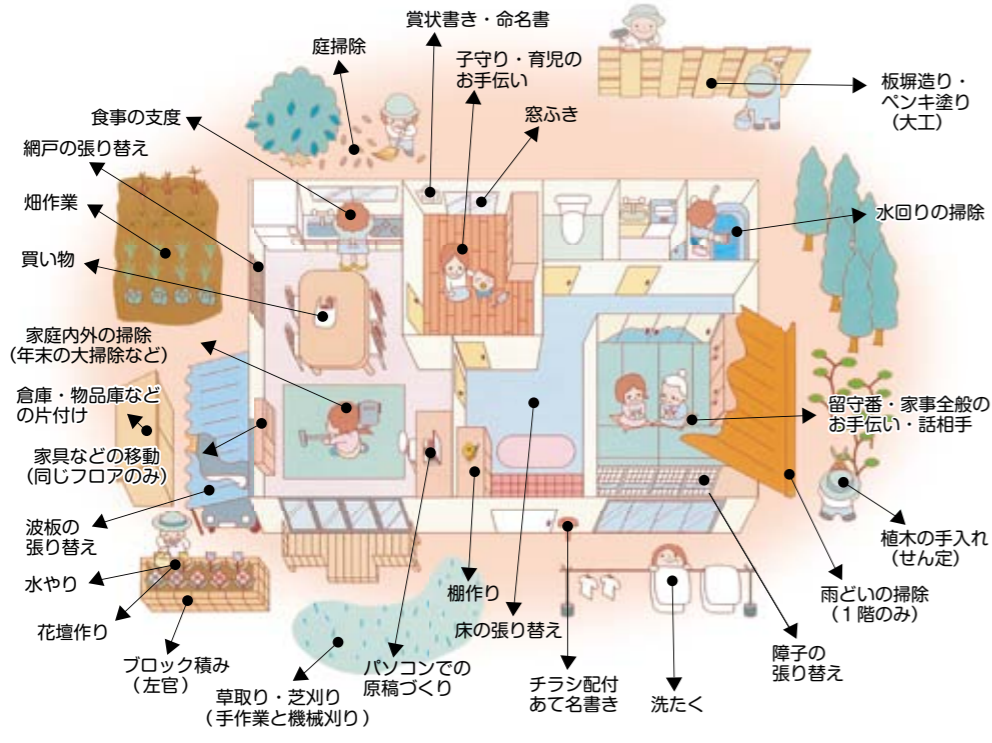 賞状書き・命名書
庭掃除
子守り・育児の
お手伝い
板塀造り・
ペンキ塗り
(大工)
食事の支度
窓ふき
網戸の張り替え
畑作業
水回りの掃除
買い物
家庭内外の掃除
(年末の大掃除など)
倉庫・物品庫など
の片付け
留守番・家事全般の
お手伝い・話相手
家具などの移動
(同じフロアのみ)
波板の
張り替え
植木の手入れ
(せん定)
水やり
棚作り
雨どいの掃除
(1階のみ)
花壇作り
床の張り替え
障子の
張り替え
ブロック積み
(左官)
パソコンでの
原稿づくり
チラシ配付
あて名書き
洗たく
草取り・芝刈り
(手作業と機械刈り)